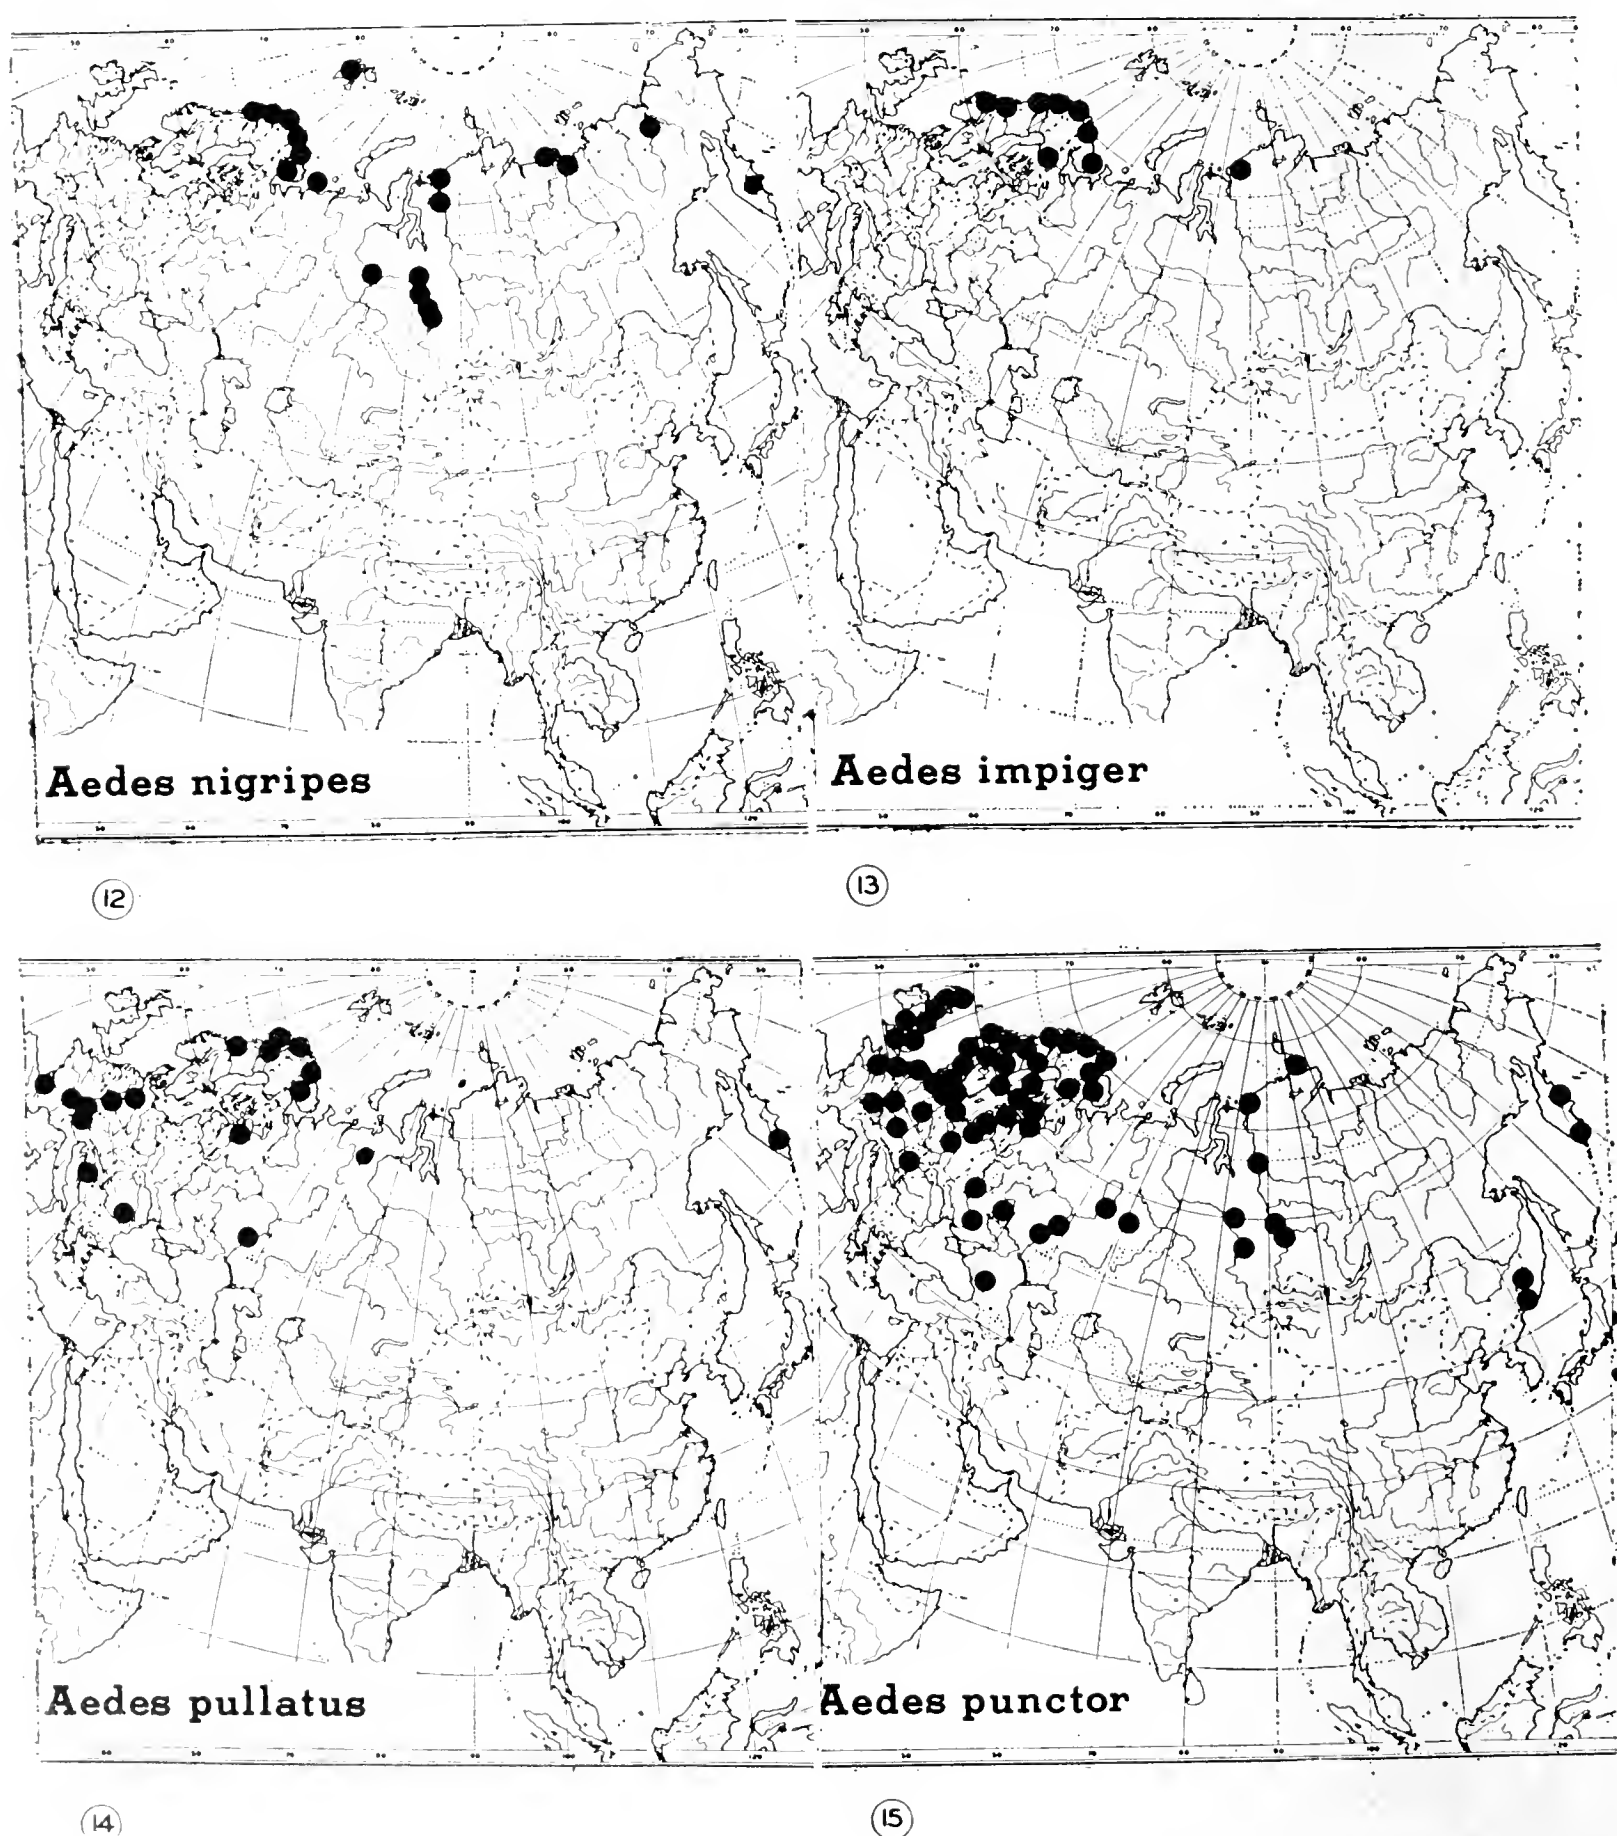 Aedes nigripes
Aedes impiger
12
13
Aedes pullatus
Aedes punctor
14
15